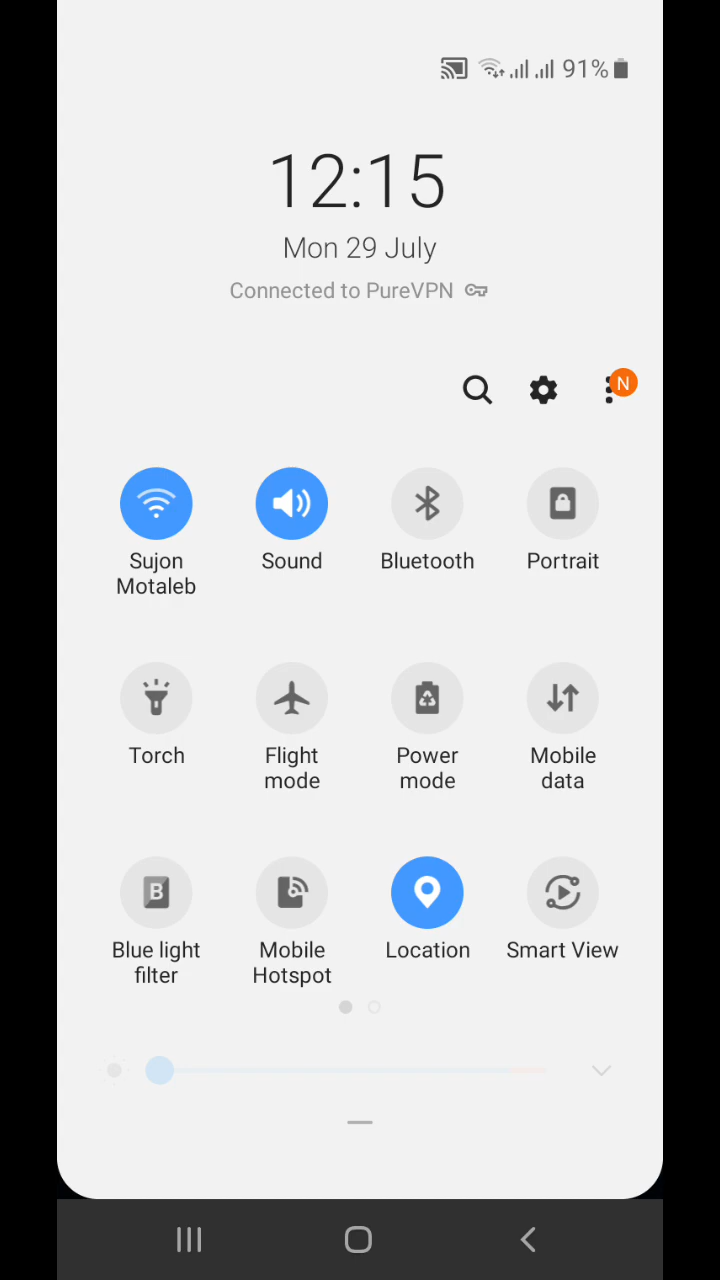 91%
12:15
Mon 29 July
Connected to PureVPN
N
Sujon
Motaleb
Sound
Bluetooth
Portrait
Torch
Flight
mode
Power
mode
Mobile
data
B
Blue light
filter
Mobile
Hotspot
Location
Smart View